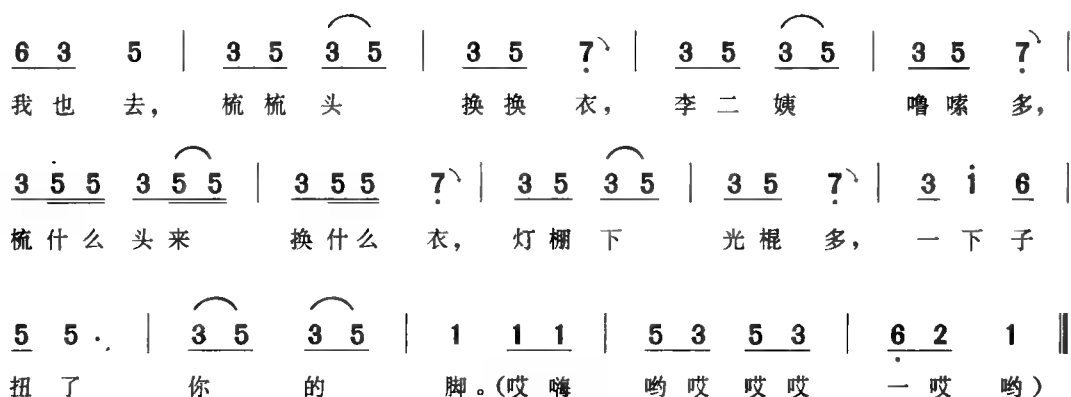 6 3 5 | 3 5 3 5 | 3 5 7 | 3 5 3 5 | 3 5 7 |
我也去，梳梳头 换换衣，李二姨 噜嗦多，
3 5 5 3 5 5 | 3 5 5 7 | 3 5 3 5 | 3 5 7 | 3 i 6 |
梳什么头来 换什么衣，灯棚下 光棍多，一下子
5 5 · | 3 5 3 5 | 1 1 1 | 5 3 5 3 | 6 2 1 ‖
扭了 你的 脚。(哎嗨 哟哎哎哎 一哎哟)